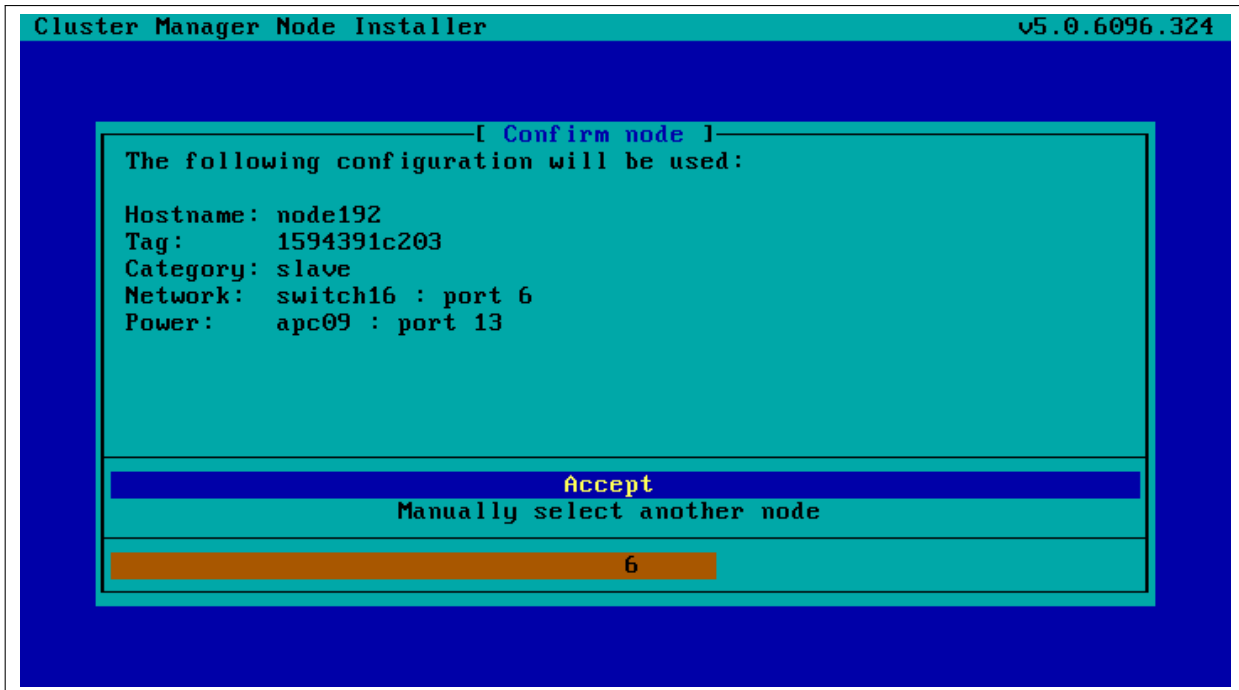 Cluster Manager Node Installer v5.0.6096.324
[ Confirm node ]
The following configuration will be used:
Hostname: node192
Tag: 1594391c203
Category: slave
Network: switch16 : port 6
Power: apc09 : port 13
Accept
Manually select another node
6